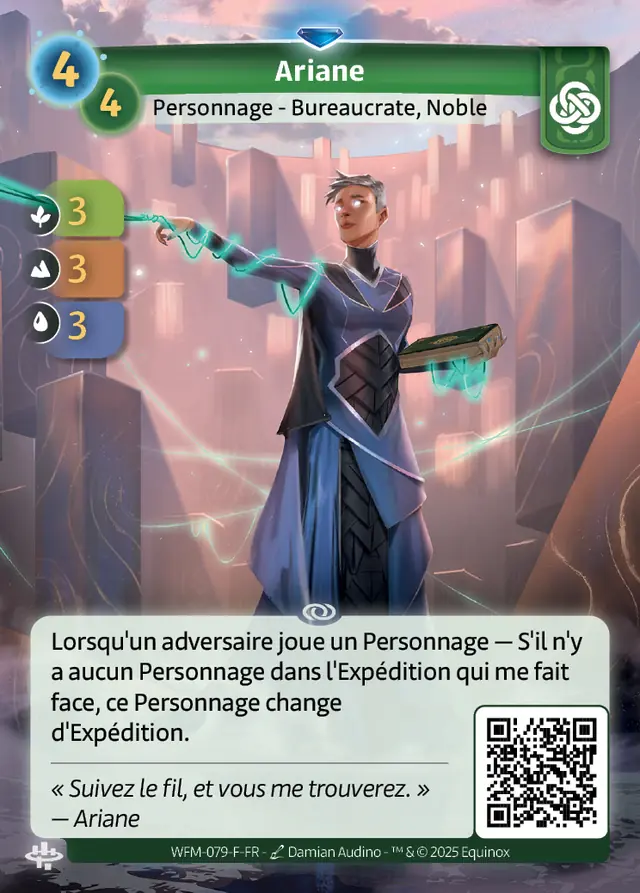 4
Ariane
4
Personnage - Bureaucrate, Noble
3
3
3
Lorsqu'un adversaire joue un Personnage — S'il n'y
a aucun Personnage dans l'Expédition qui me fait
face, ce Personnage change
d'Expédition.
« Suivez le fil, et vous me trouverez. »
— Ariane
WFM-079-F-FR - Damian Audino - ™ & © 2025 Equinox